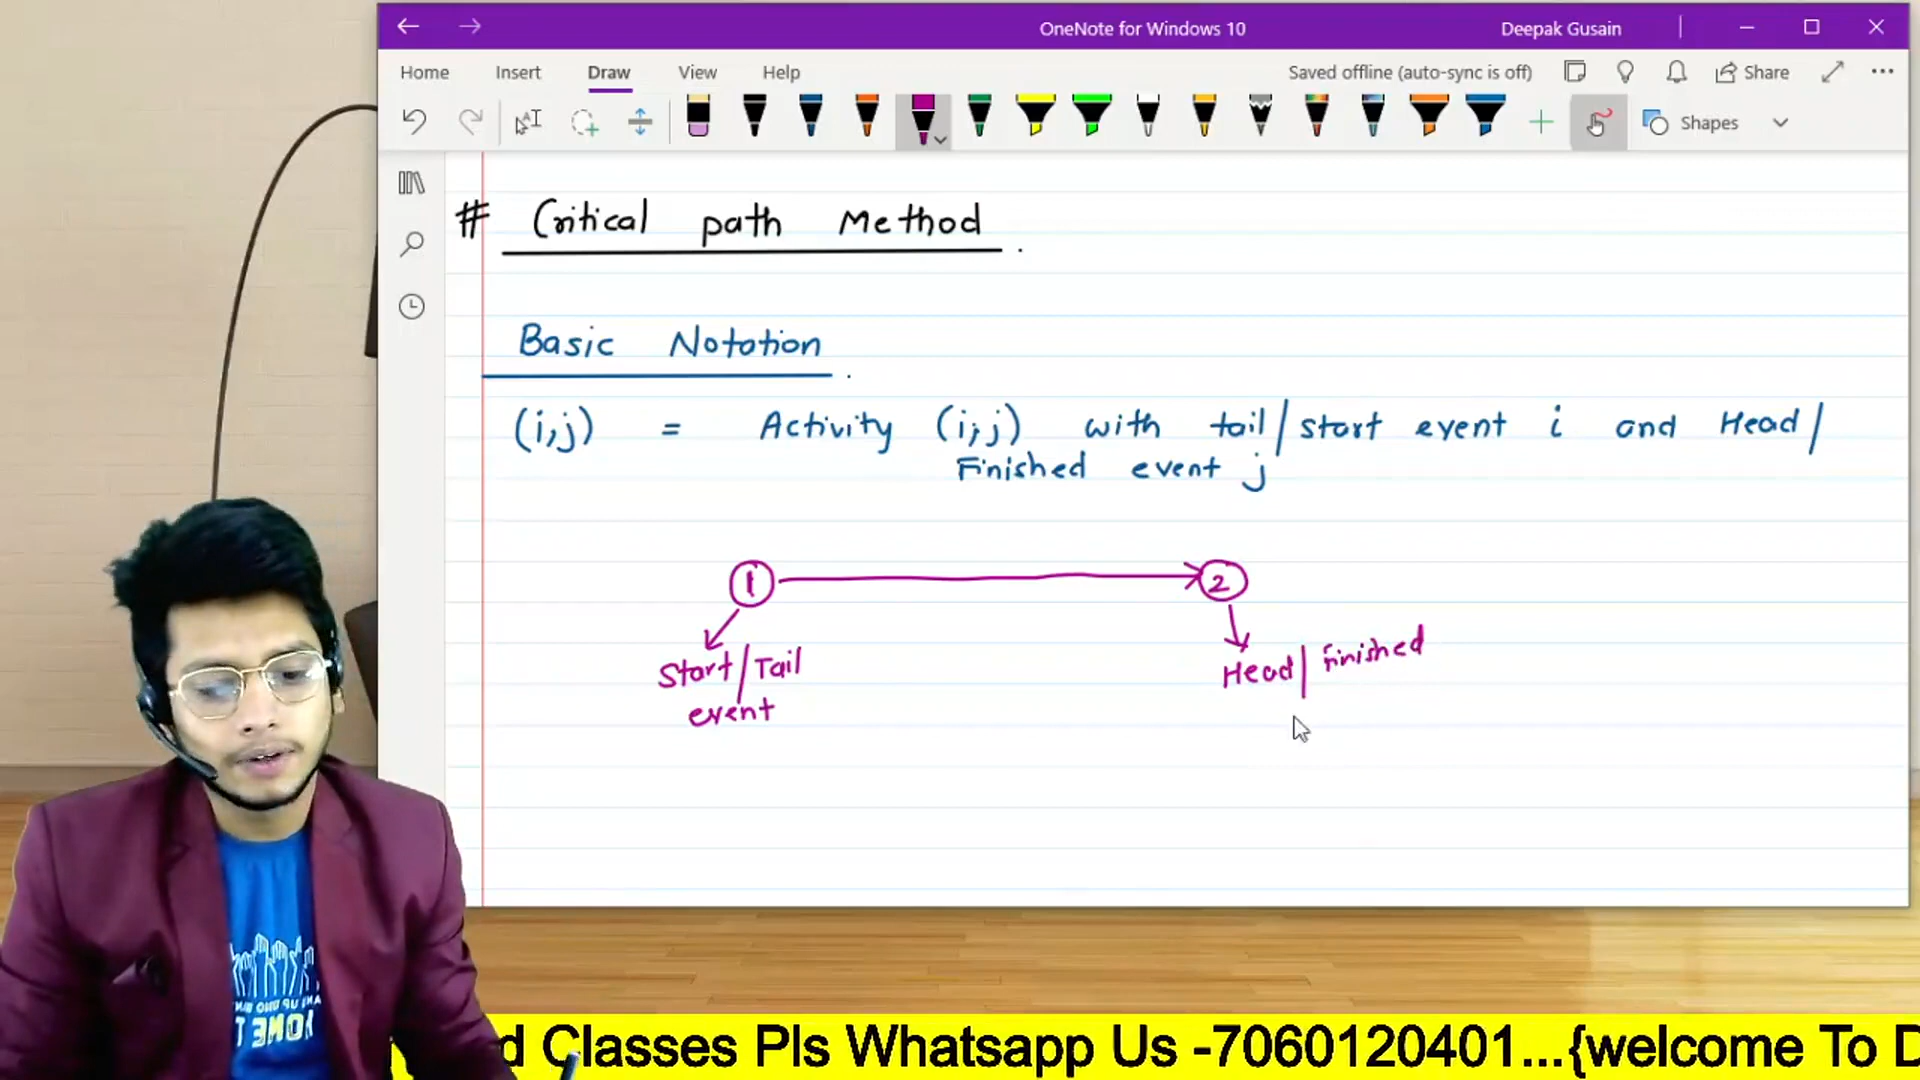 OneNote for Windows 10
Deepak Gusain
Home Insert Draw View Help
Saved offline (auto-sync is off)
Share
Shapes
# Critical path Method .
Basic Notation .
(i,j) = Activity (i,j) with tail/start event i and Head/
Finished event j
1 2
Start/Tail
event
Head/Finished
d Classes Pls Whatsapp Us -7060120401...{welcome To D